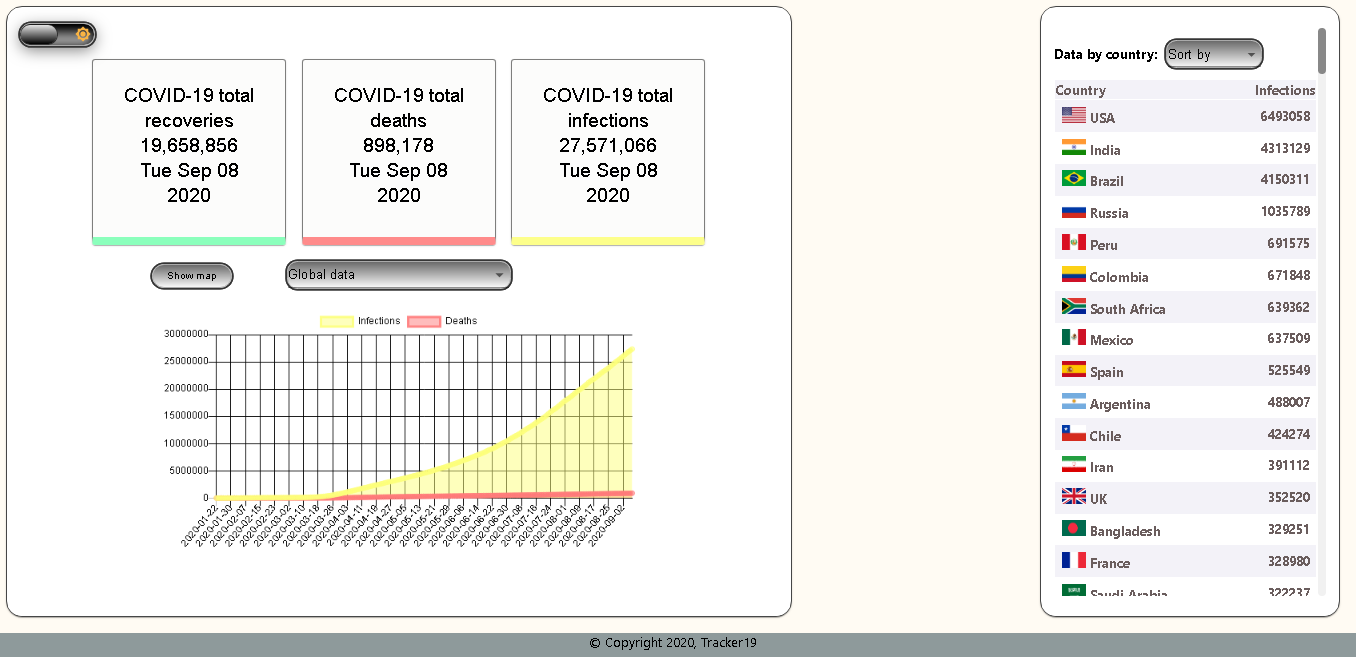 COVID-19 total
recoveries
19,658,856
Tue Sep 08
2020
COVID-19 total
deaths
898,178
Tue Sep 08
2020
COVID-19 total
infections
27,571,066
Tue Sep 08
2020
Show map
Global data
Infections Deaths
30000000
25000000
20000000
15000000
10000000
5000000
0
2020-01-22
2020-01-30
2020-02-07
2020-02-15
2020-02-23
2020-03-02
2020-03-10
2020-03-18
2020-03-26
2020-04-03
2020-04-11
2020-04-19
2020-04-27
2020-05-05
2020-05-13
2020-05-21
2020-05-29
2020-06-06
2020-06-14
2020-06-22
2020-06-30
2020-07-08
2020-07-16
2020-07-24
2020-08-01
2020-08-09
2020-08-17
2020-08-25
2020-09-02
Data by country: Sort by
Country Infections
USA 6493058
India 4313129
Brazil 4150311
Russia 1035789
Peru 691575
Colombia 671848
South Africa 639362
Mexico 637509
Spain 525549
Argentina 488007
Chile 424274
Iran 391112
UK 352520
Bangladesh 329251
France 328980
Saudi Arabia 322237
© Copyright 2020, Tracker19